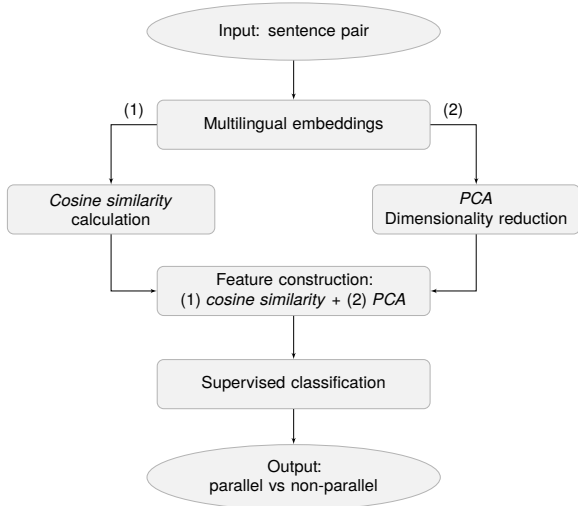 Input: sentence pair
(1)
(2)
Multilingual embeddings
Cosine similarity
calculation
PCA
Dimensionality reduction
Feature construction:
(1) cosine similarity + (2) PCA
Supervised classification
Output:
parallel vs non-parallel